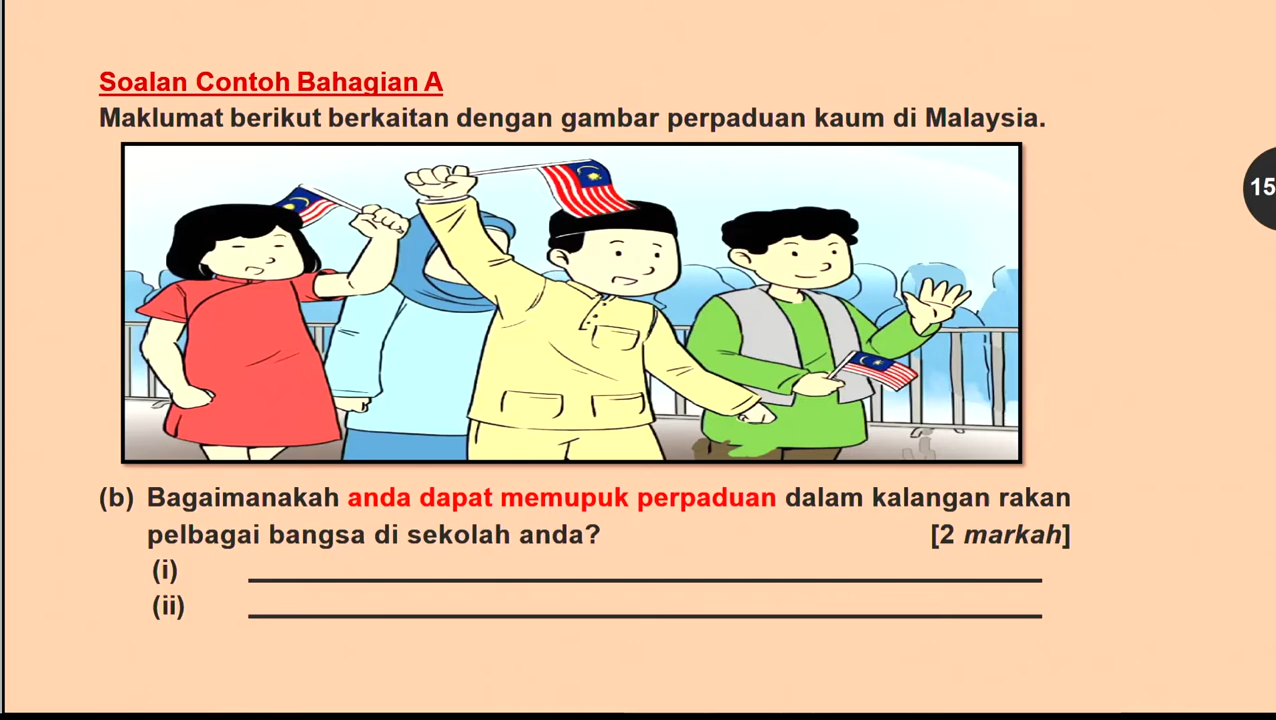 Soalan Contoh Bahagian A
Maklumat berikut berkaitan dengan gambar perpaduan kaum di Malaysia.
15
(b) Bagaimanakah anda dapat memupuk perpaduan dalam kalangan rakan
pelbagai bangsa di sekolah anda? [2 markah]
(i)
(ii)